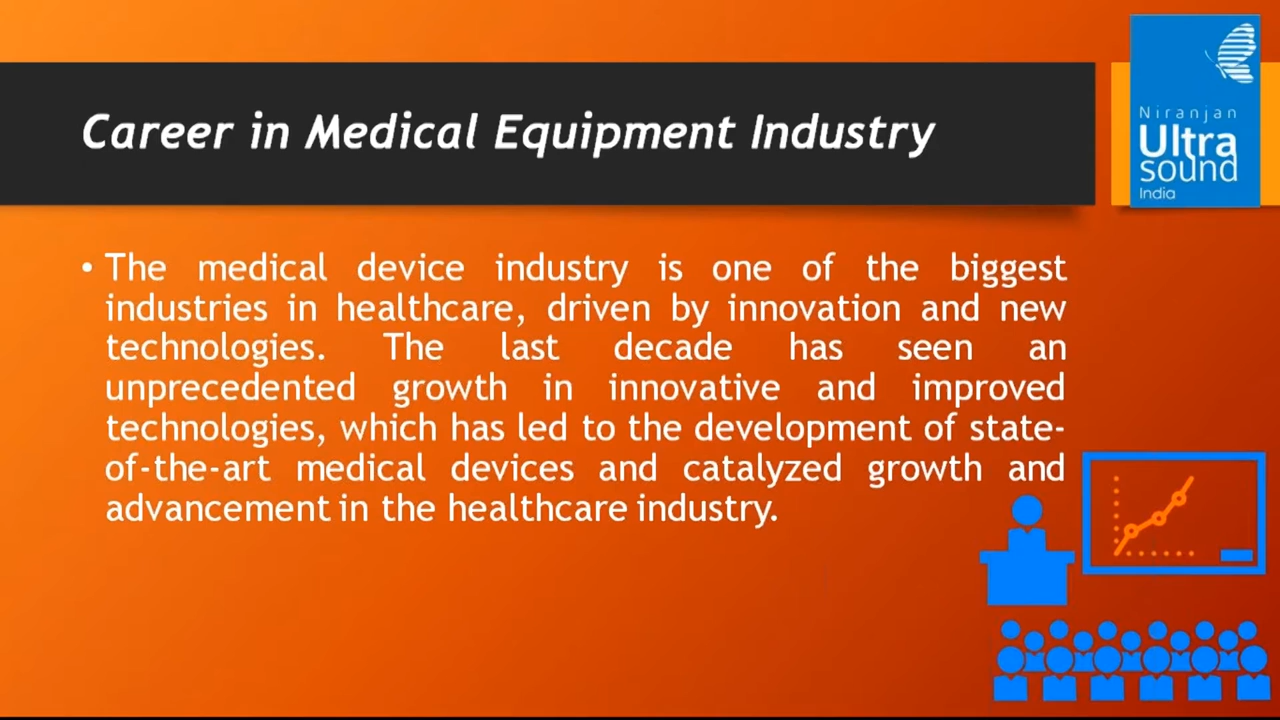 Career in Medical Equipment Industry
Niranjan
Ultra
sound
India
• The medical device industry is one of the biggest
industries in healthcare, driven by innovation and new
technologies. The last decade has seen an
unprecedented growth in innovative and improved
technologies, which has led to the development of state-
of-the-art medical devices and catalyzed growth and
advancement in the healthcare industry.